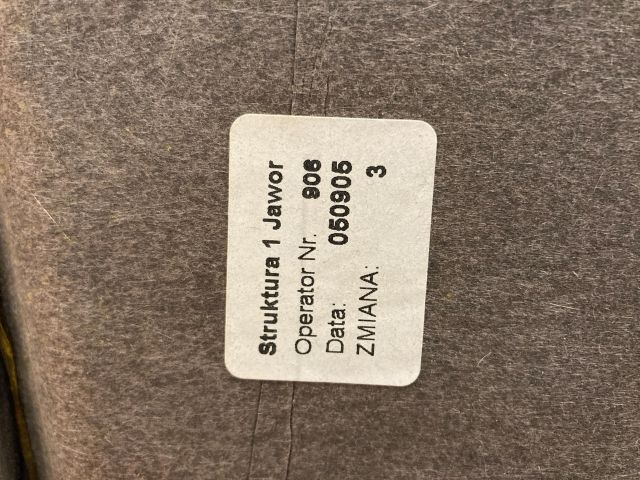 Struktura 1 Jawor
Operator Nr. 906
Data: 050905
ZMIANA: 3